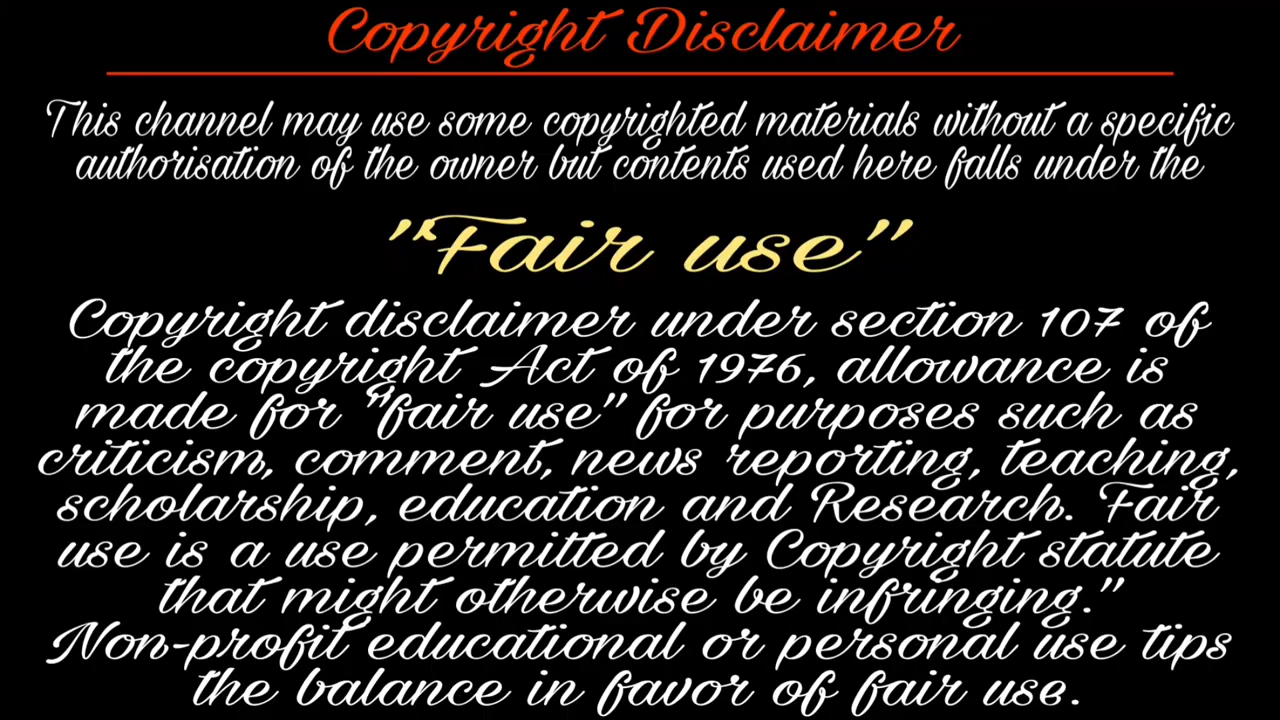 Copyright Disclaimer
This channel may use some copyrighted materials without a specific
authorisation of the owner but contents used here falls under the
"Fair use"
Copyright disclaimer under section 107 of
the copyright Act of 1976, allowance is
made for "fair use" for purposes such as
criticism, comment, news reporting, teaching,
scholarship, education and Research. Fair
use is a use permitted by Copyright statute
that might otherwise be infringing."
Non-profit educational or personal use tips
the balance in favor of fair use.